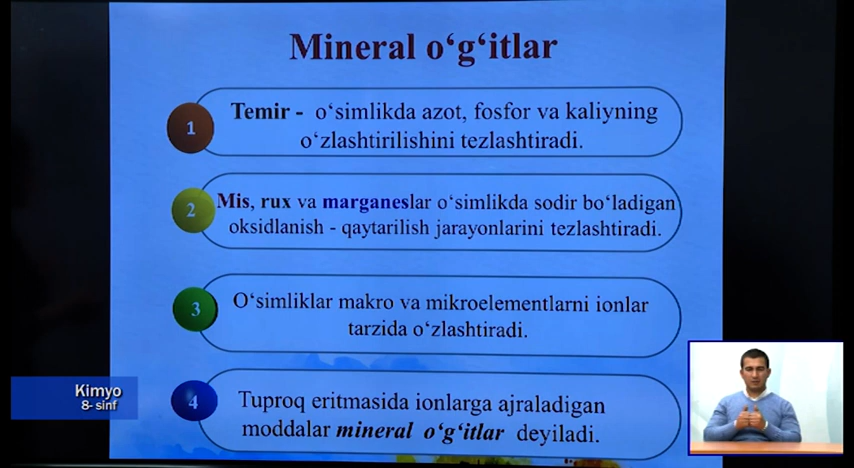 Mineral o‘g‘itlar
1
Temir - o‘simlikda azot, fosfor va kaliyning
o‘zlashtirilishini tezlashtiradi.
2
Mis, rux va marganeslar o‘simlikda sodir bo‘ladigan
oksidlanish - qaytarilish jarayonlarini tezlashtiradi.
3
O‘simliklar makro va mikroelementlarni ionlar
tarzida o‘zlashtiradi.
4
Tuproq eritmasida ionlarga ajraladigan
moddalar mineral o‘g‘itlar deyiladi.
Kimyo
8- sinf